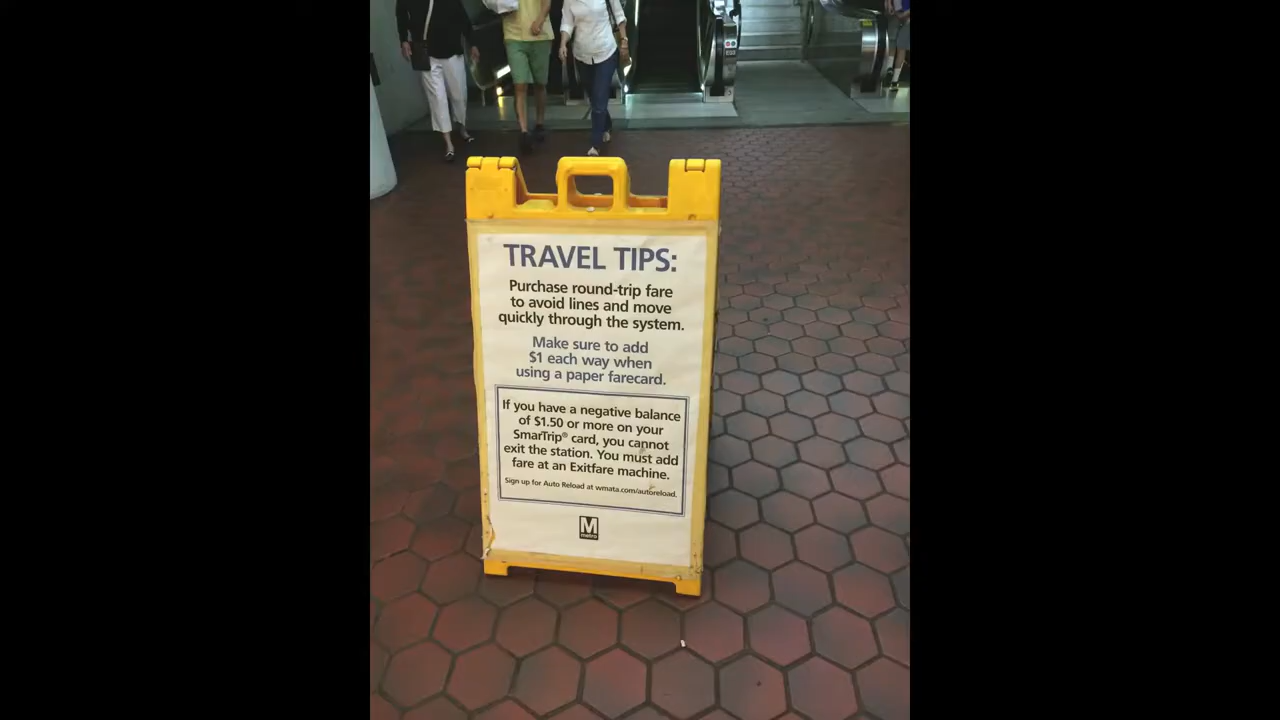 TRAVEL TIPS:
Purchase round-trip fare
to avoid lines and move
quickly through the system.
Make sure to add
$1 each way when
using a paper farecard.
If you have a negative balance
of $1.50 or more on your
SmarTrip® card, you cannot
exit the station. You must add
fare at an Exitfare machine.
Sign up for Auto Reload at wmata.com/autoreload.
M
metro